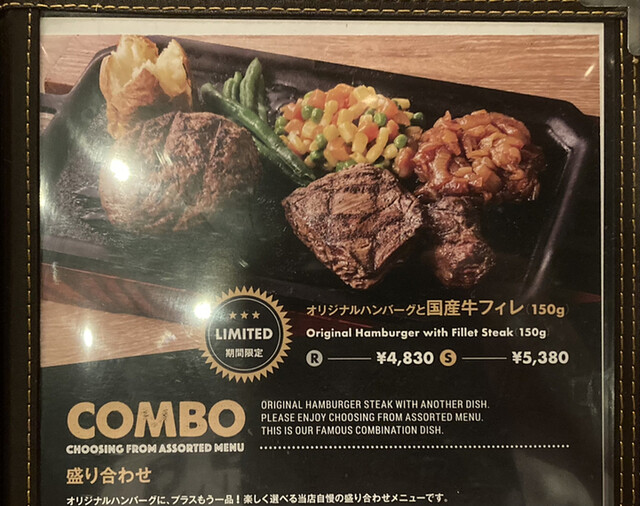 オリジナルハンバーグと国産牛フィレ（150g）
LIMITED
期間限定
Original Hamburger with Fillet Steak（150g）
R ¥4,830 S ¥5,380
COMBO
CHOOSING FROM ASSORTED MENU
ORIGINAL HAMBURGER STEAK WITH ANOTHER DISH.
PLEASE ENJOY CHOOSING FROM ASSORTED MENU.
THIS IS OUR FAMOUS COMBINATION DISH.
盛り合わせ
オリジナルハンバーグに、プラスもう一品！楽しく選べる当店自慢の盛り合わせメニューです。